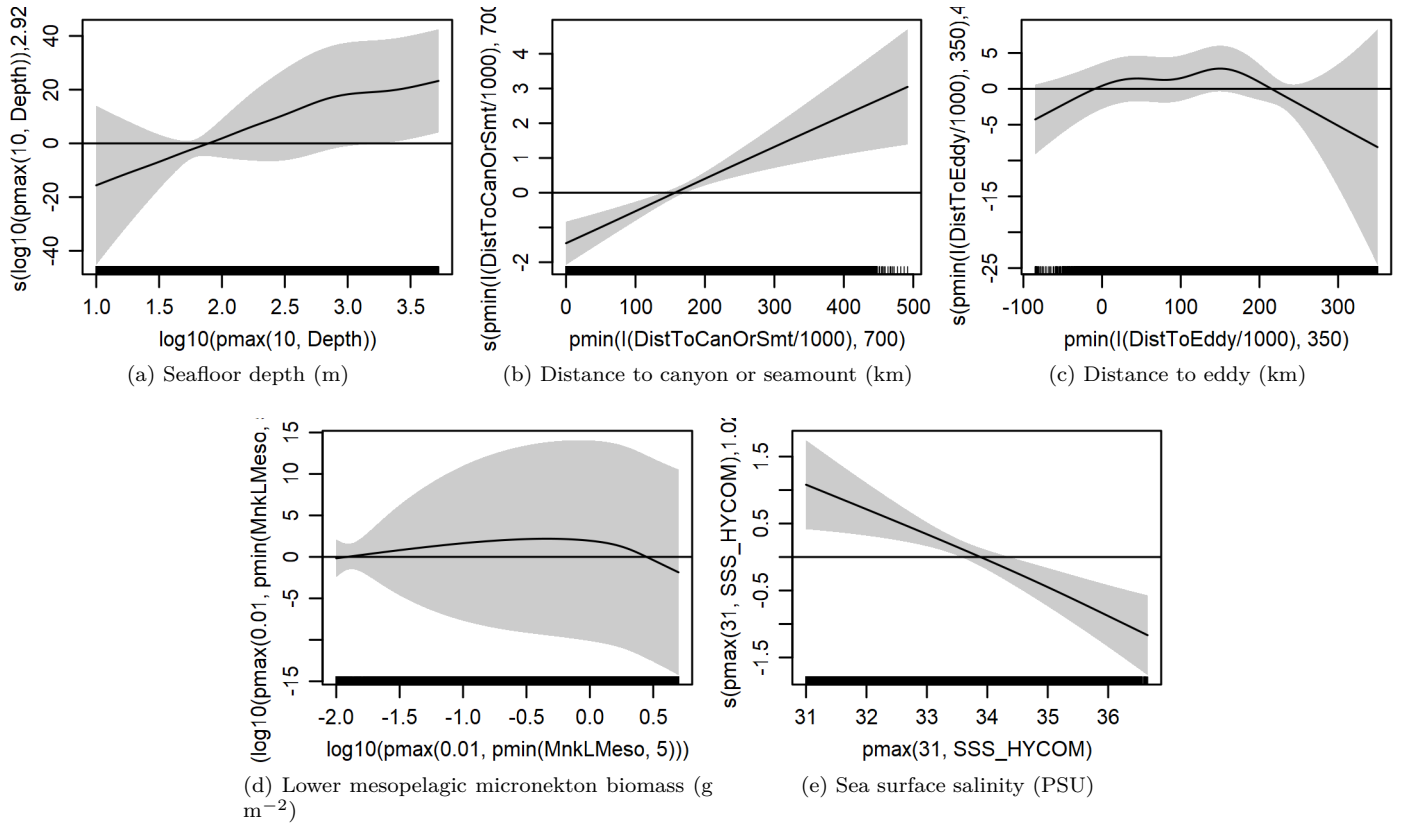 s(log10(pmax(10, Depth)),2.92
40
20
0
-20
-40
1.0 1.5 2.0 2.5 3.0 3.5
log10(pmax(10, Depth))
(a) Seafloor depth (m)
s(pmin(I(DistToCanOrSmt/1000), 700
4
3
2
1
0
-2
0 100 200 300 400 500
pmin(I(DistToCanOrSmt/1000), 700)
(b) Distance to canyon or seamount (km)
s(pmin(I(DistToEddy/1000), 350),4
5
0
-5
-15
-25
-100 0 100 200 300
pmin(I(DistToEddy/1000), 350)
(c) Distance to eddy (km)
(log10(pmax(0.01, pmin(MnkLMeso,
15
10
5
0
-5
-15
-2.0 -1.5 -1.0 -0.5 0.0 0.5
log10(pmax(0.01, pmin(MnkLMeso, 5)))
(d) Lower mesopelagic micronekton biomass (g
m−2)
s(pmax(31, SSS_HYCOM),1.02
1.5
0.5
-0.5
-1.5
31 32 33 34 35 36
pmax(31, SSS_HYCOM)
(e) Sea surface salinity (PSU)